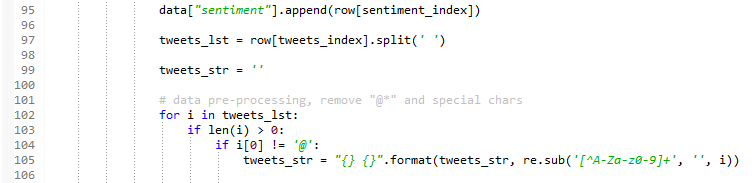 95 data["sentiment"].append(row[sentiment_index])
96
97 tweets_lst = row[tweets_index].split(' ')
98
99 tweets_str = ''
100
101 # data pre-processing, remove "@*" and special chars
102 for i in tweets_lst:
103 if len(i) > 0:
104 if i[0] != '@':
105 tweets_str = "{} {}".format(tweets_str, re.sub('[^A-Za-z0-9]+', '', i))
106